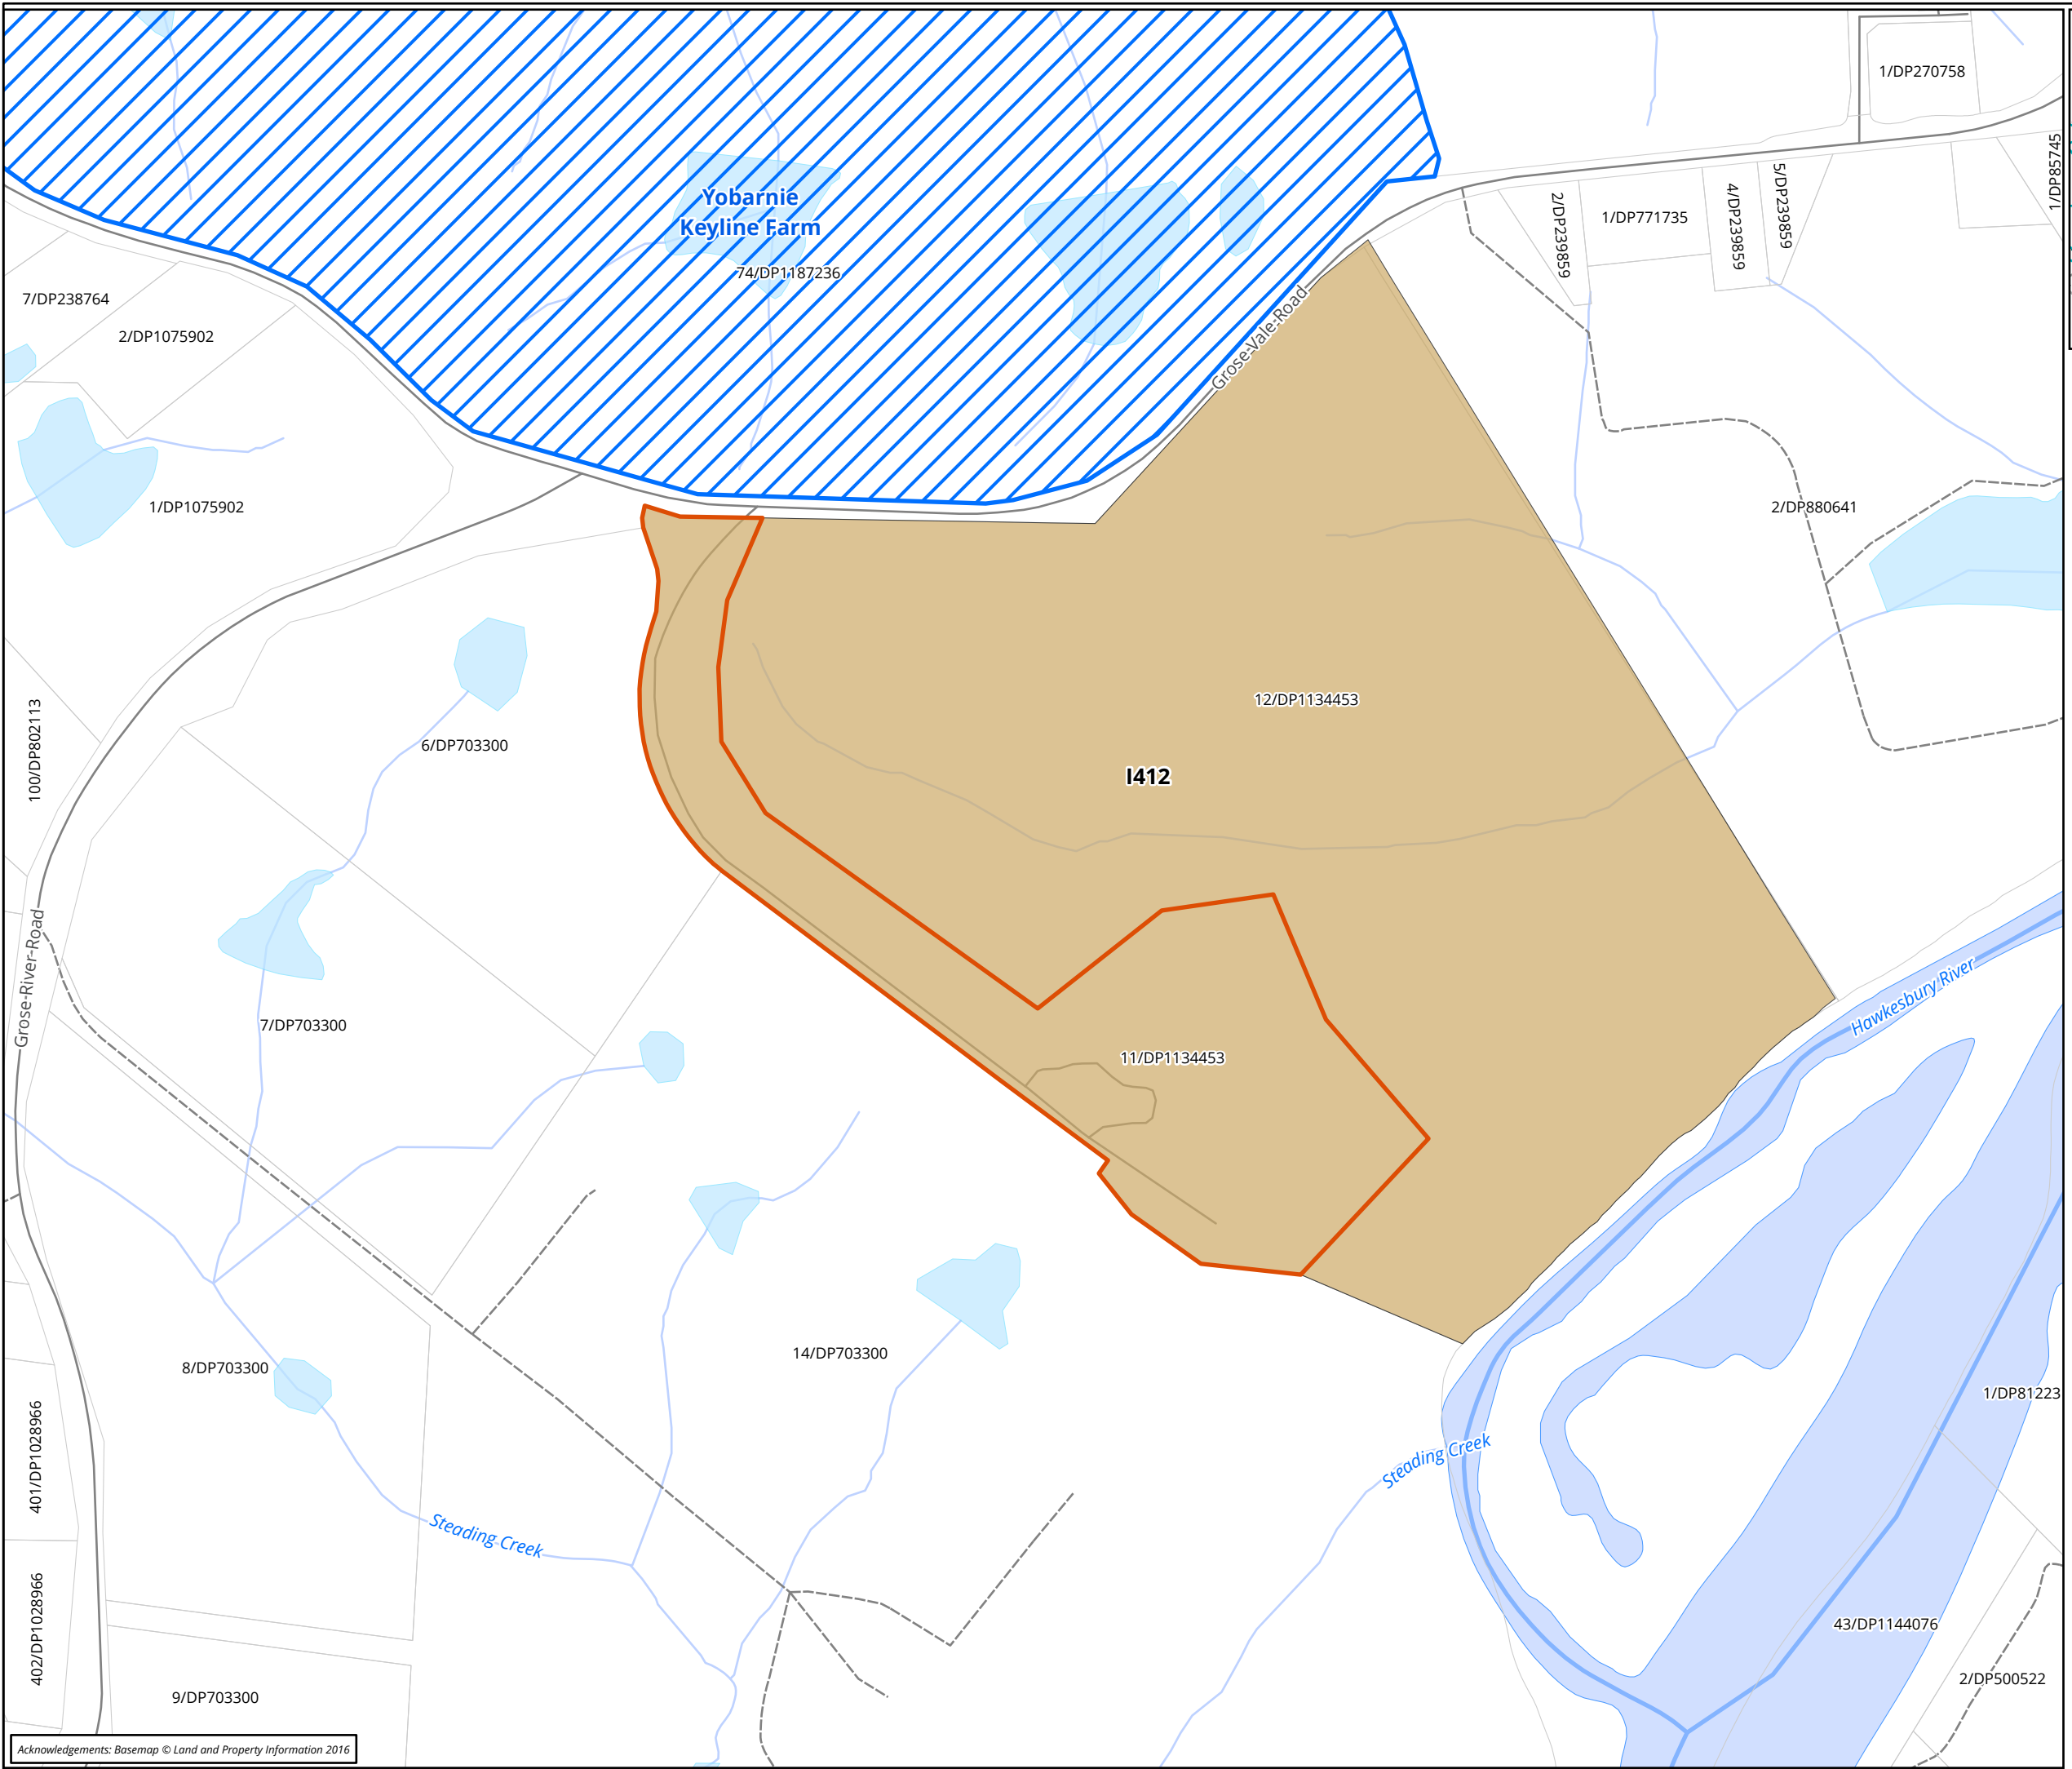 1/DP270758
1/DP85745
Yobarnie
Keyline Farm
74/DP1187236
2/DP239859
1/DP771735
4/DP239859
5/DP239859
7/DP238764
2/DP1075902
Grose-Vale-Road
1/DP1075902
2/DP880641
12/DP1134453
100/DP802113
6/DP703300
I412
Grose-River-Road
7/DP703300
11/DP1134453
Hawkesbury River
8/DP703300
14/DP703300
1/DP81223
401/DP1028966
Steading Creek
Steading Creek
402/DP1028966
43/DP1144076
9/DP703300
2/DP500522
Acknowledgements: Basemap © Land and Property Information 2016